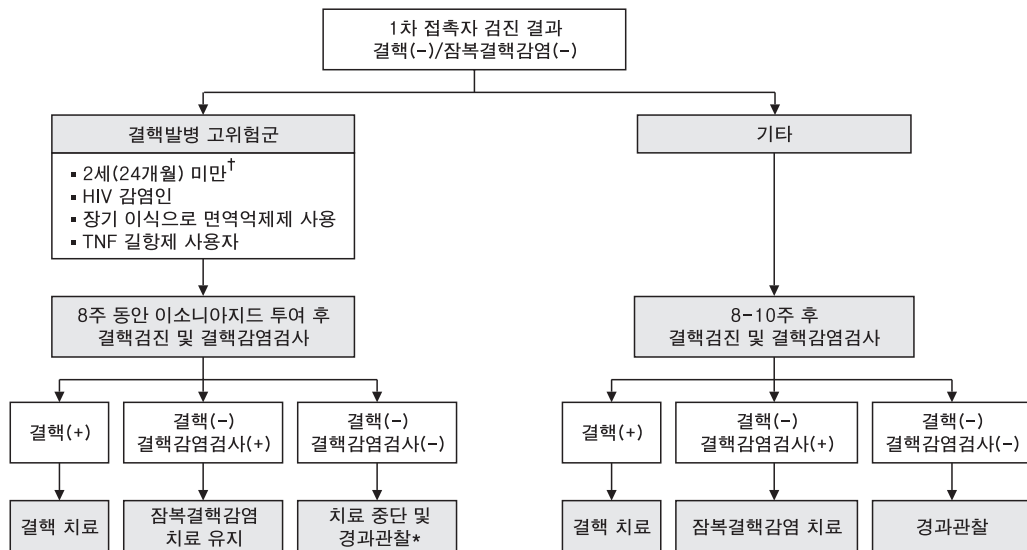 1차 접촉자 검진 결과
결핵(-)/잠복결핵감염(-)
결핵발병 고위험군
▪ 2세(24개월) 미만†
▪ HIV 감염인
▪ 장기 이식으로 면역억제제 사용
▪ TNF 길항제 사용자
기타
8주 동안 이소니아지드 투여 후
결핵검진 및 결핵감염검사
8-10주 후
결핵검진 및 결핵감염검사
결핵(+)
결핵(-)
결핵감염검사(+)
결핵(-)
결핵감염검사(-)
결핵(+)
결핵(-)
결핵감염검사(+)
결핵(-)
결핵감염검사(-)
결핵 치료
잠복결핵감염
치료 유지
치료 중단 및
경과관찰*
결핵 치료
잠복결핵감염 치료
경과관찰